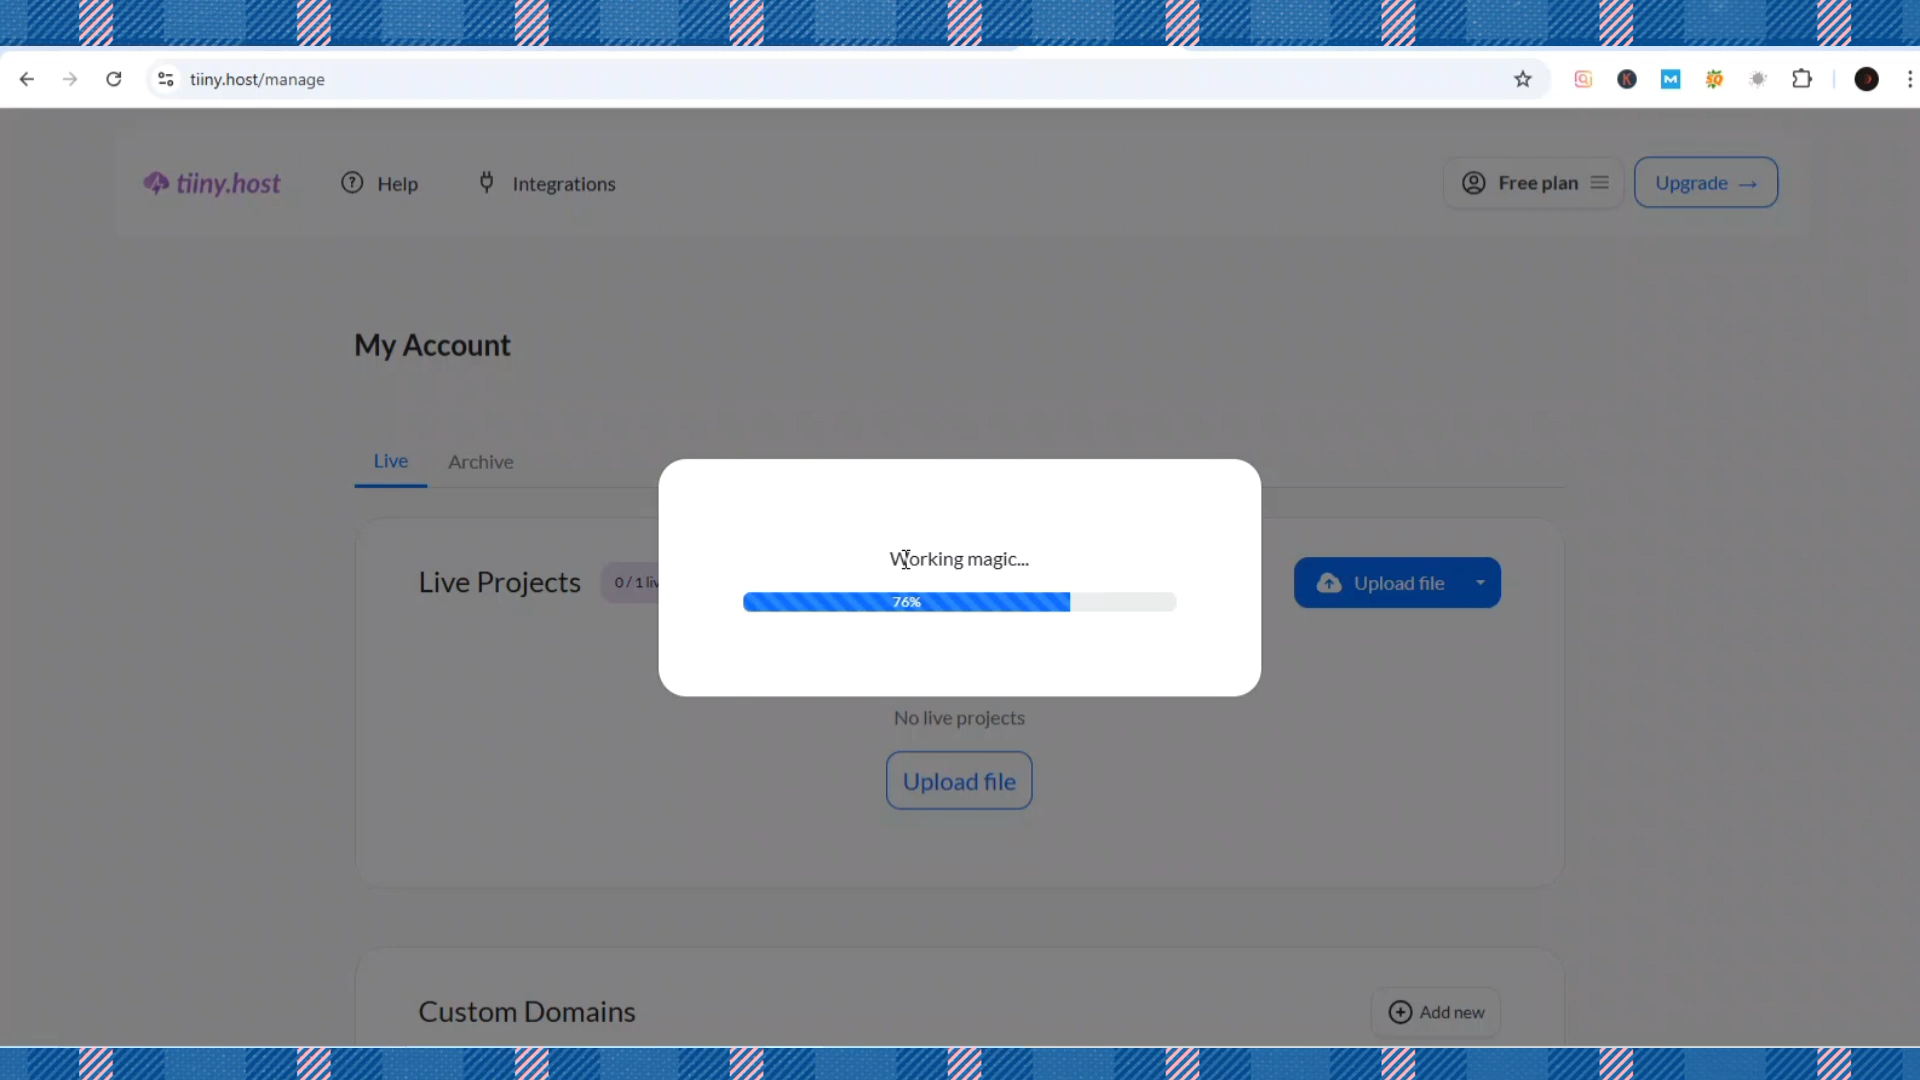 tiiny.host/manage
tiiny.host
Help
Integrations
Free plan
Upgrade →
My Account
Live
Archive
Live Projects
0 / 1 liv
Upload file
Working magic...
76%
No live projects
Upload file
Custom Domains
Add new